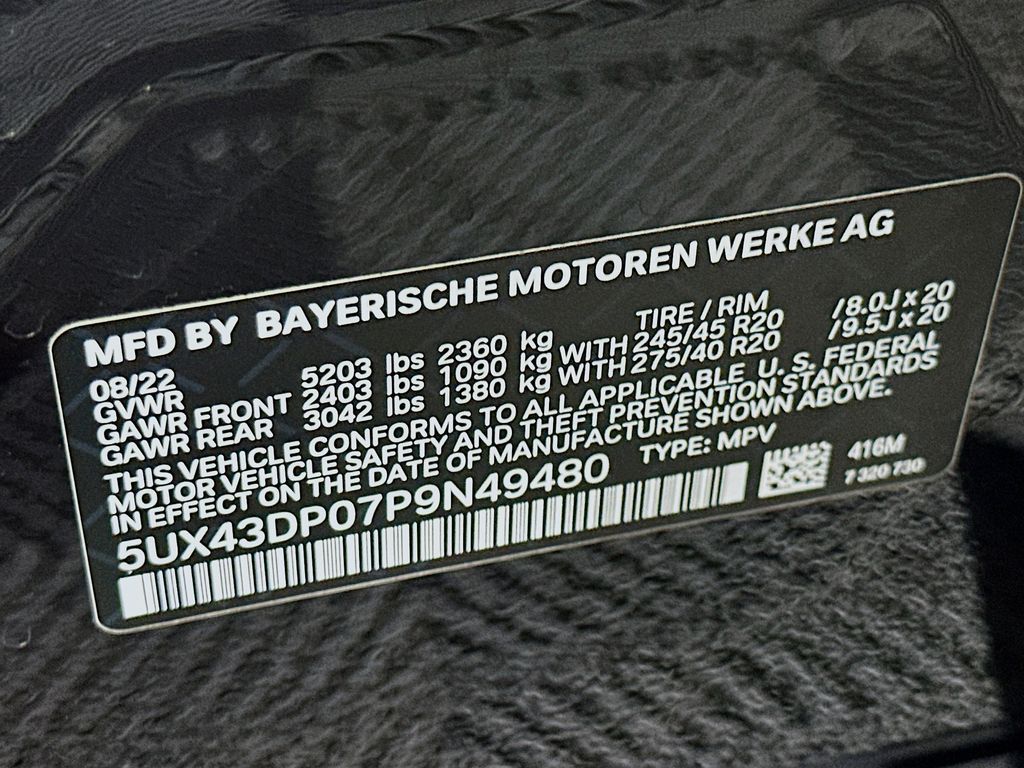 MFD BY BAYERISCHE MOTOREN WERKE AG
08/22 TIRE / RIM
GVWR 5203 lbs 2360 kg
GAWR FRONT 2403 lbs 1090 kg WITH 245/45 R20 /8.0J x 20
GAWR REAR 3042 lbs 1380 kg WITH 275/40 R20 /9.5J x 20
THIS VEHICLE CONFORMS TO ALL APPLICABLE U. S. FEDERAL
MOTOR VEHICLE SAFETY AND THEFT PREVENTION STANDARDS
IN EFFECT ON THE DATE OF MANUFACTURE SHOWN ABOVE.
5UX43DP07P9N49480 TYPE: MPV
416M
7 320 730